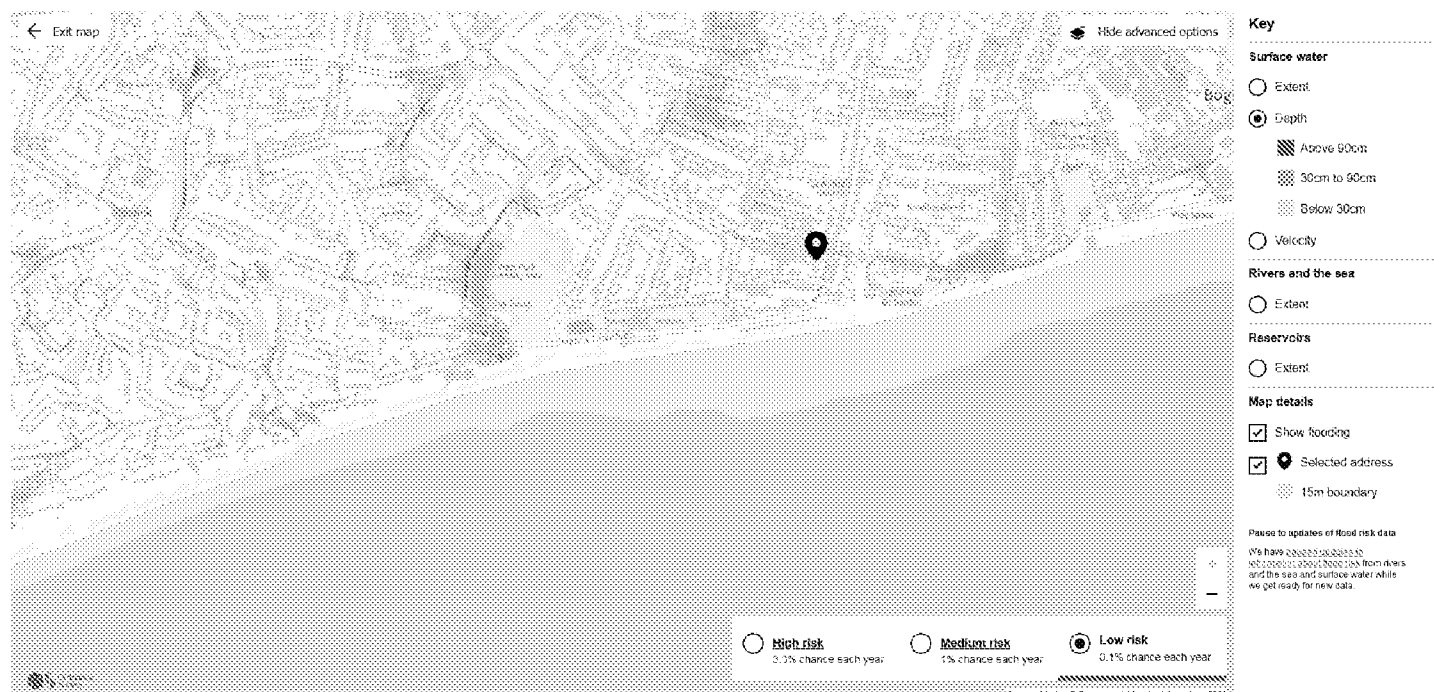 Exit map
Hide advanced options
Bog
Key
Surface water
Extent
Depth
Above 90cm
30cm to 90cm
Below 30cm
Velocity
Rivers and the sea
Extent
Reservoirs
Extent
Map details
Show flooding
Selected address
15m boundary
Pause to updates of flood risk data
We have
from rivers
and the sea and surface water while
we get ready for new data.
+
−
High risk
3.3% chance each year
Medium risk
1% chance each year
Low risk
0.1% chance each year